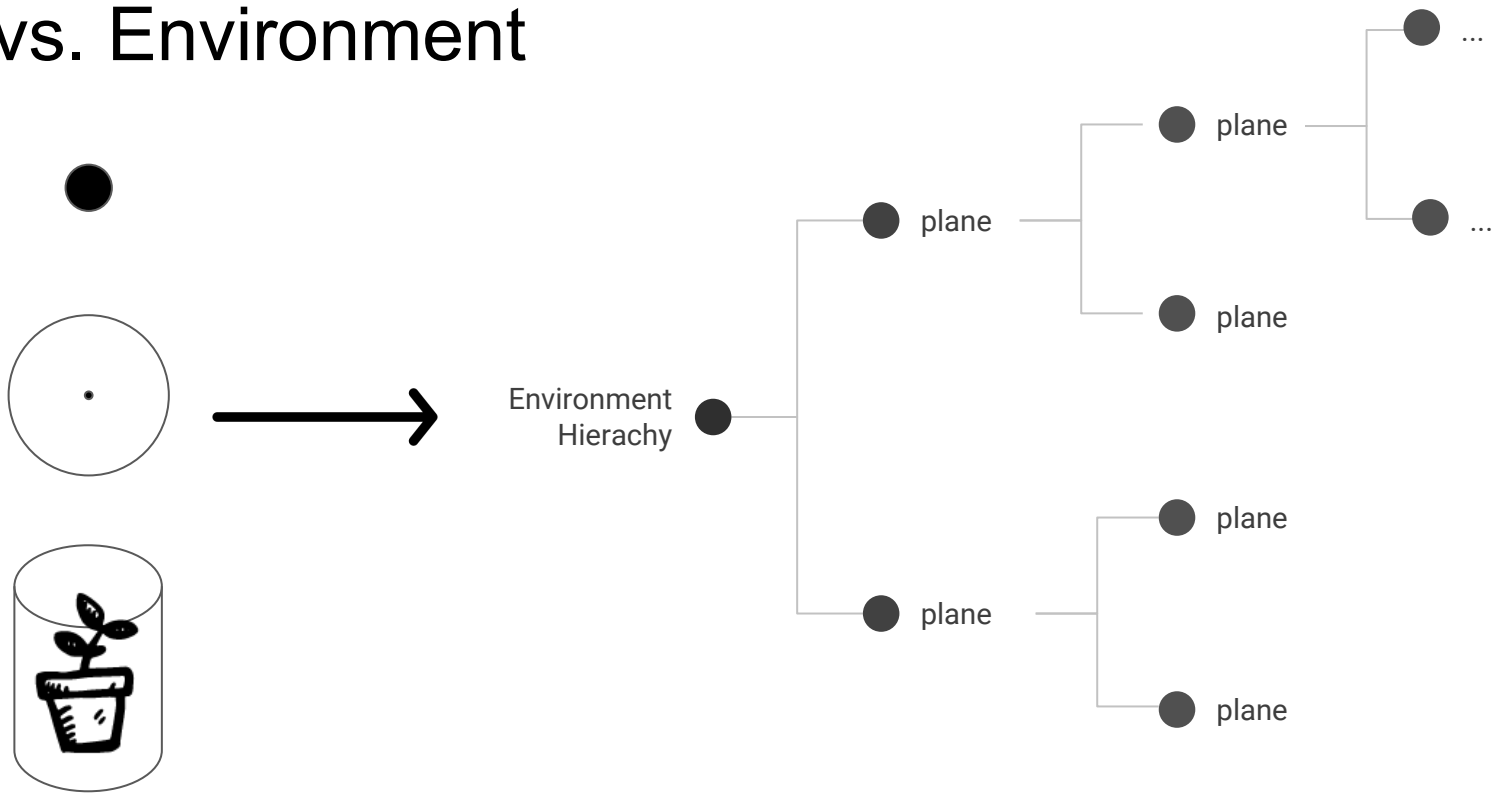 vs. Environment
...
plane
plane
...
plane
Environment
Hierachy
plane
plane
plane